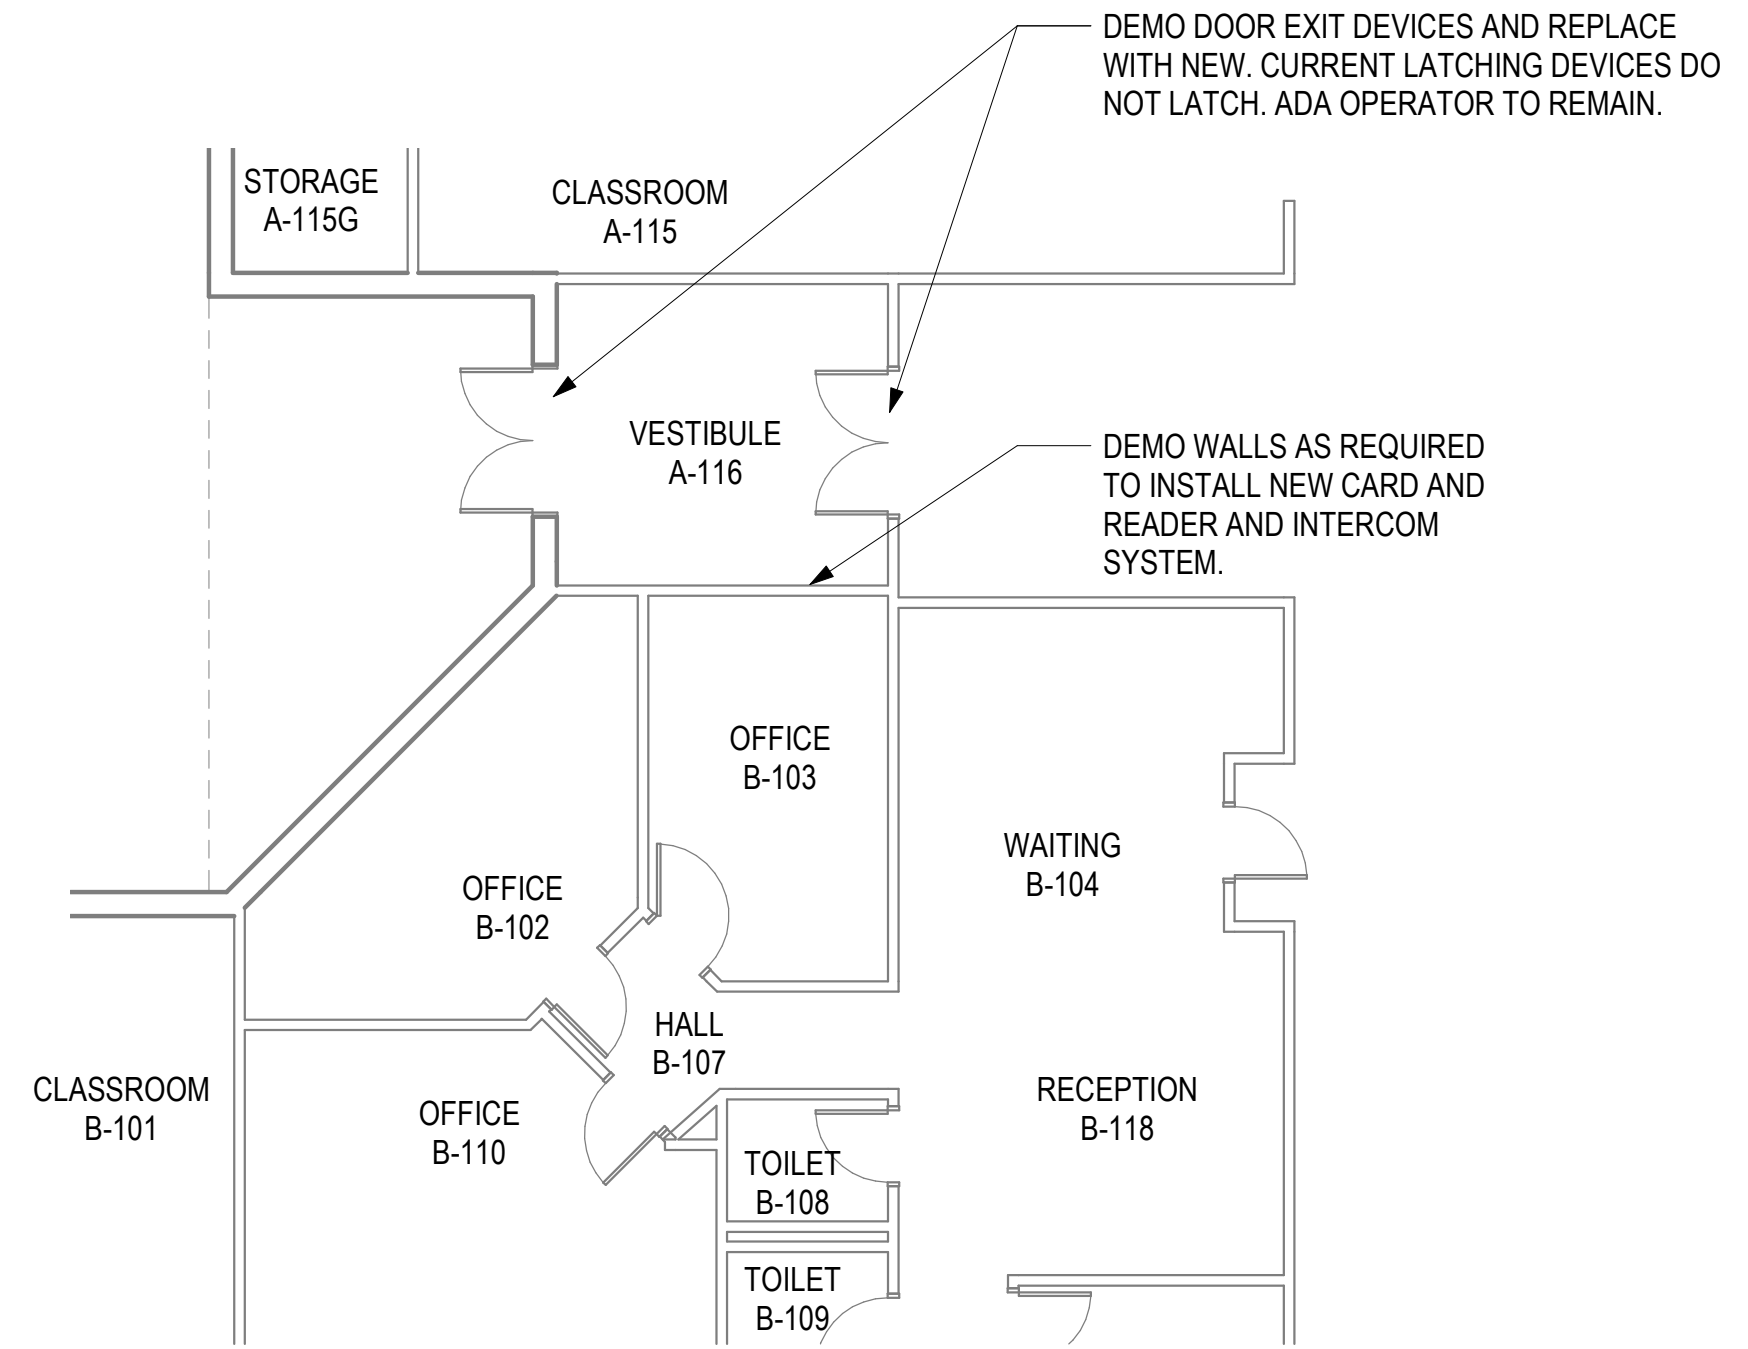 DEMO DOOR EXIT DEVICES AND REPLACE
WITH NEW. CURRENT LATCHING DEVICES DO
NOT LATCH. ADA OPERATOR TO REMAIN.
STORAGE
A-115G
CLASSROOM
A-115
VESTIBULE
A-116
DEMO WALLS AS REQUIRED
TO INSTALL NEW CARD AND
READER AND INTERCOM
SYSTEM.
OFFICE
B-103
WAITING
B-104
OFFICE
B-102
HALL
B-107
CLASSROOM
B-101
OFFICE
B-110
RECEPTION
B-118
TOILET
B-108
TOILET
B-109